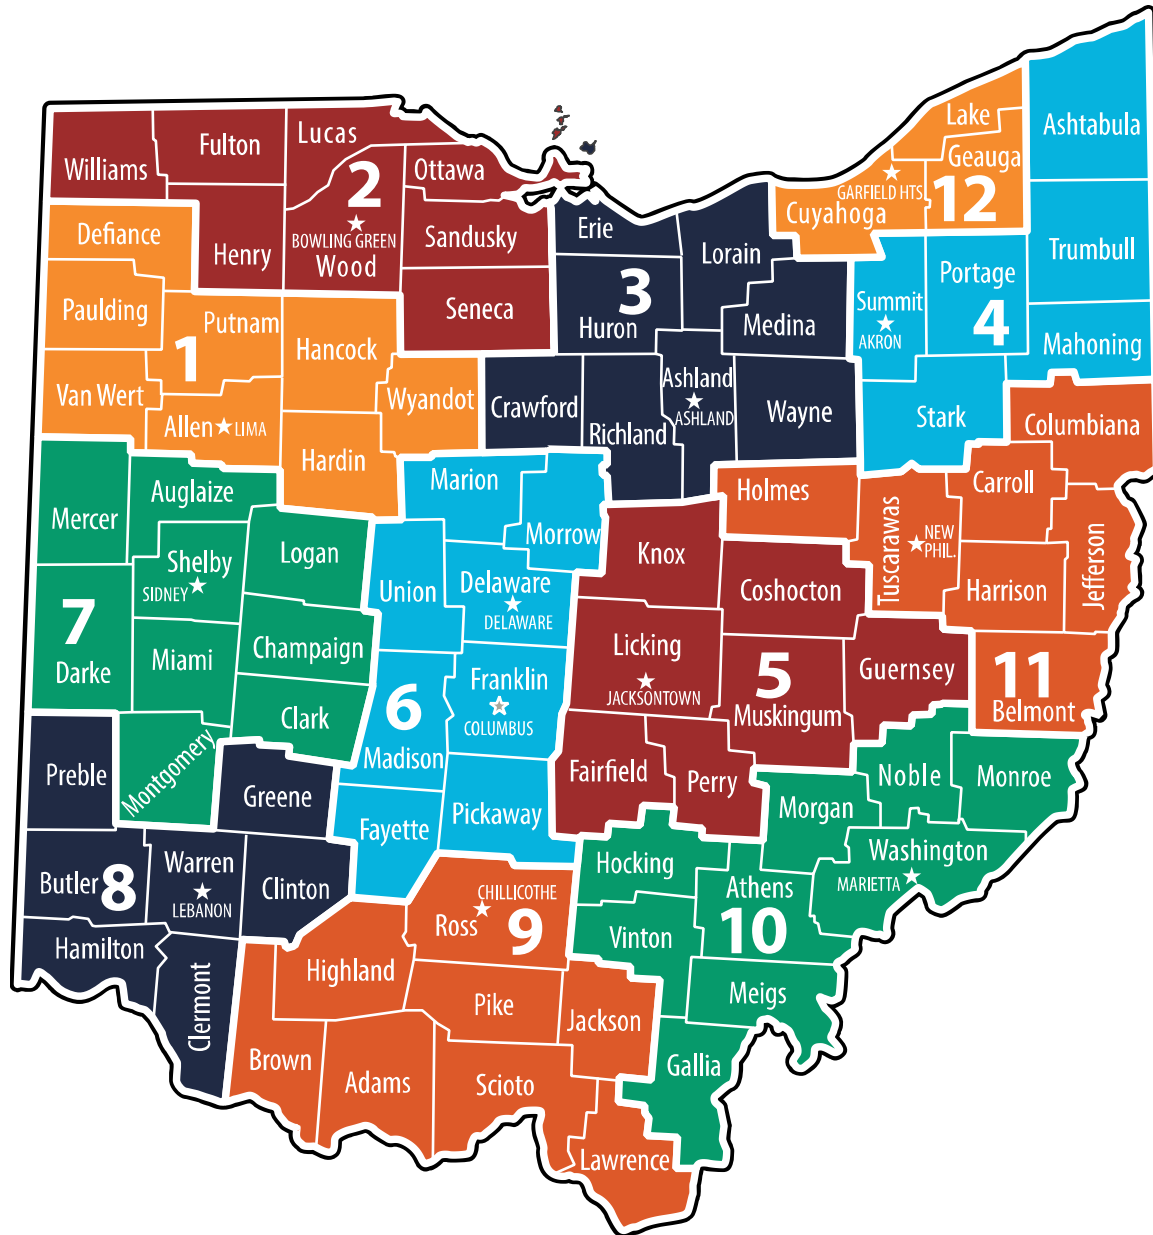 Williams
Fulton
Lucas
2
Ottawa
BOWLING GREEN
Wood
Henry
Sandusky
Seneca
Defiance
Paulding
Putnam
1
Van Wert
Allen LIMA
Hancock
Wyandot
Hardin
Erie
3
Huron
Lorain
Medina
Crawford
Richland
Ashland
ASHLAND
Wayne
Lake
Geauga
GARFIELD HTS
12
Cuyahoga
Ashtabula
Trumbull
Portage
4
Summit
AKRON
Mahoning
Stark
Columbiana
Carroll
Holmes
Tuscarawas
NEW
PHIL.
Harrison
Jefferson
11
Belmont
Mercer
Auglaize
Shelby
SIDNEY
Logan
7
Darke
Miami
Champaign
Clark
Montgomery
Marion
Morrow
Union
Delaware
DELAWARE
Franklin
COLUMBUS
6
Madison
Fayette
Pickaway
Knox
Coshocton
Licking
JACKSONTOWN
5
Muskingum
Guernsey
Fairfield
Perry
Preble
Greene
Butler
8
Warren
LEBANON
Clinton
Hamilton
Clermont
CHILLICOTHE
Ross
9
Highland
Pike
Jackson
Brown
Adams
Scioto
Lawrence
Noble
Monroe
Morgan
Washington
MARIETTA
Hocking
Athens
10
Vinton
Meigs
Gallia